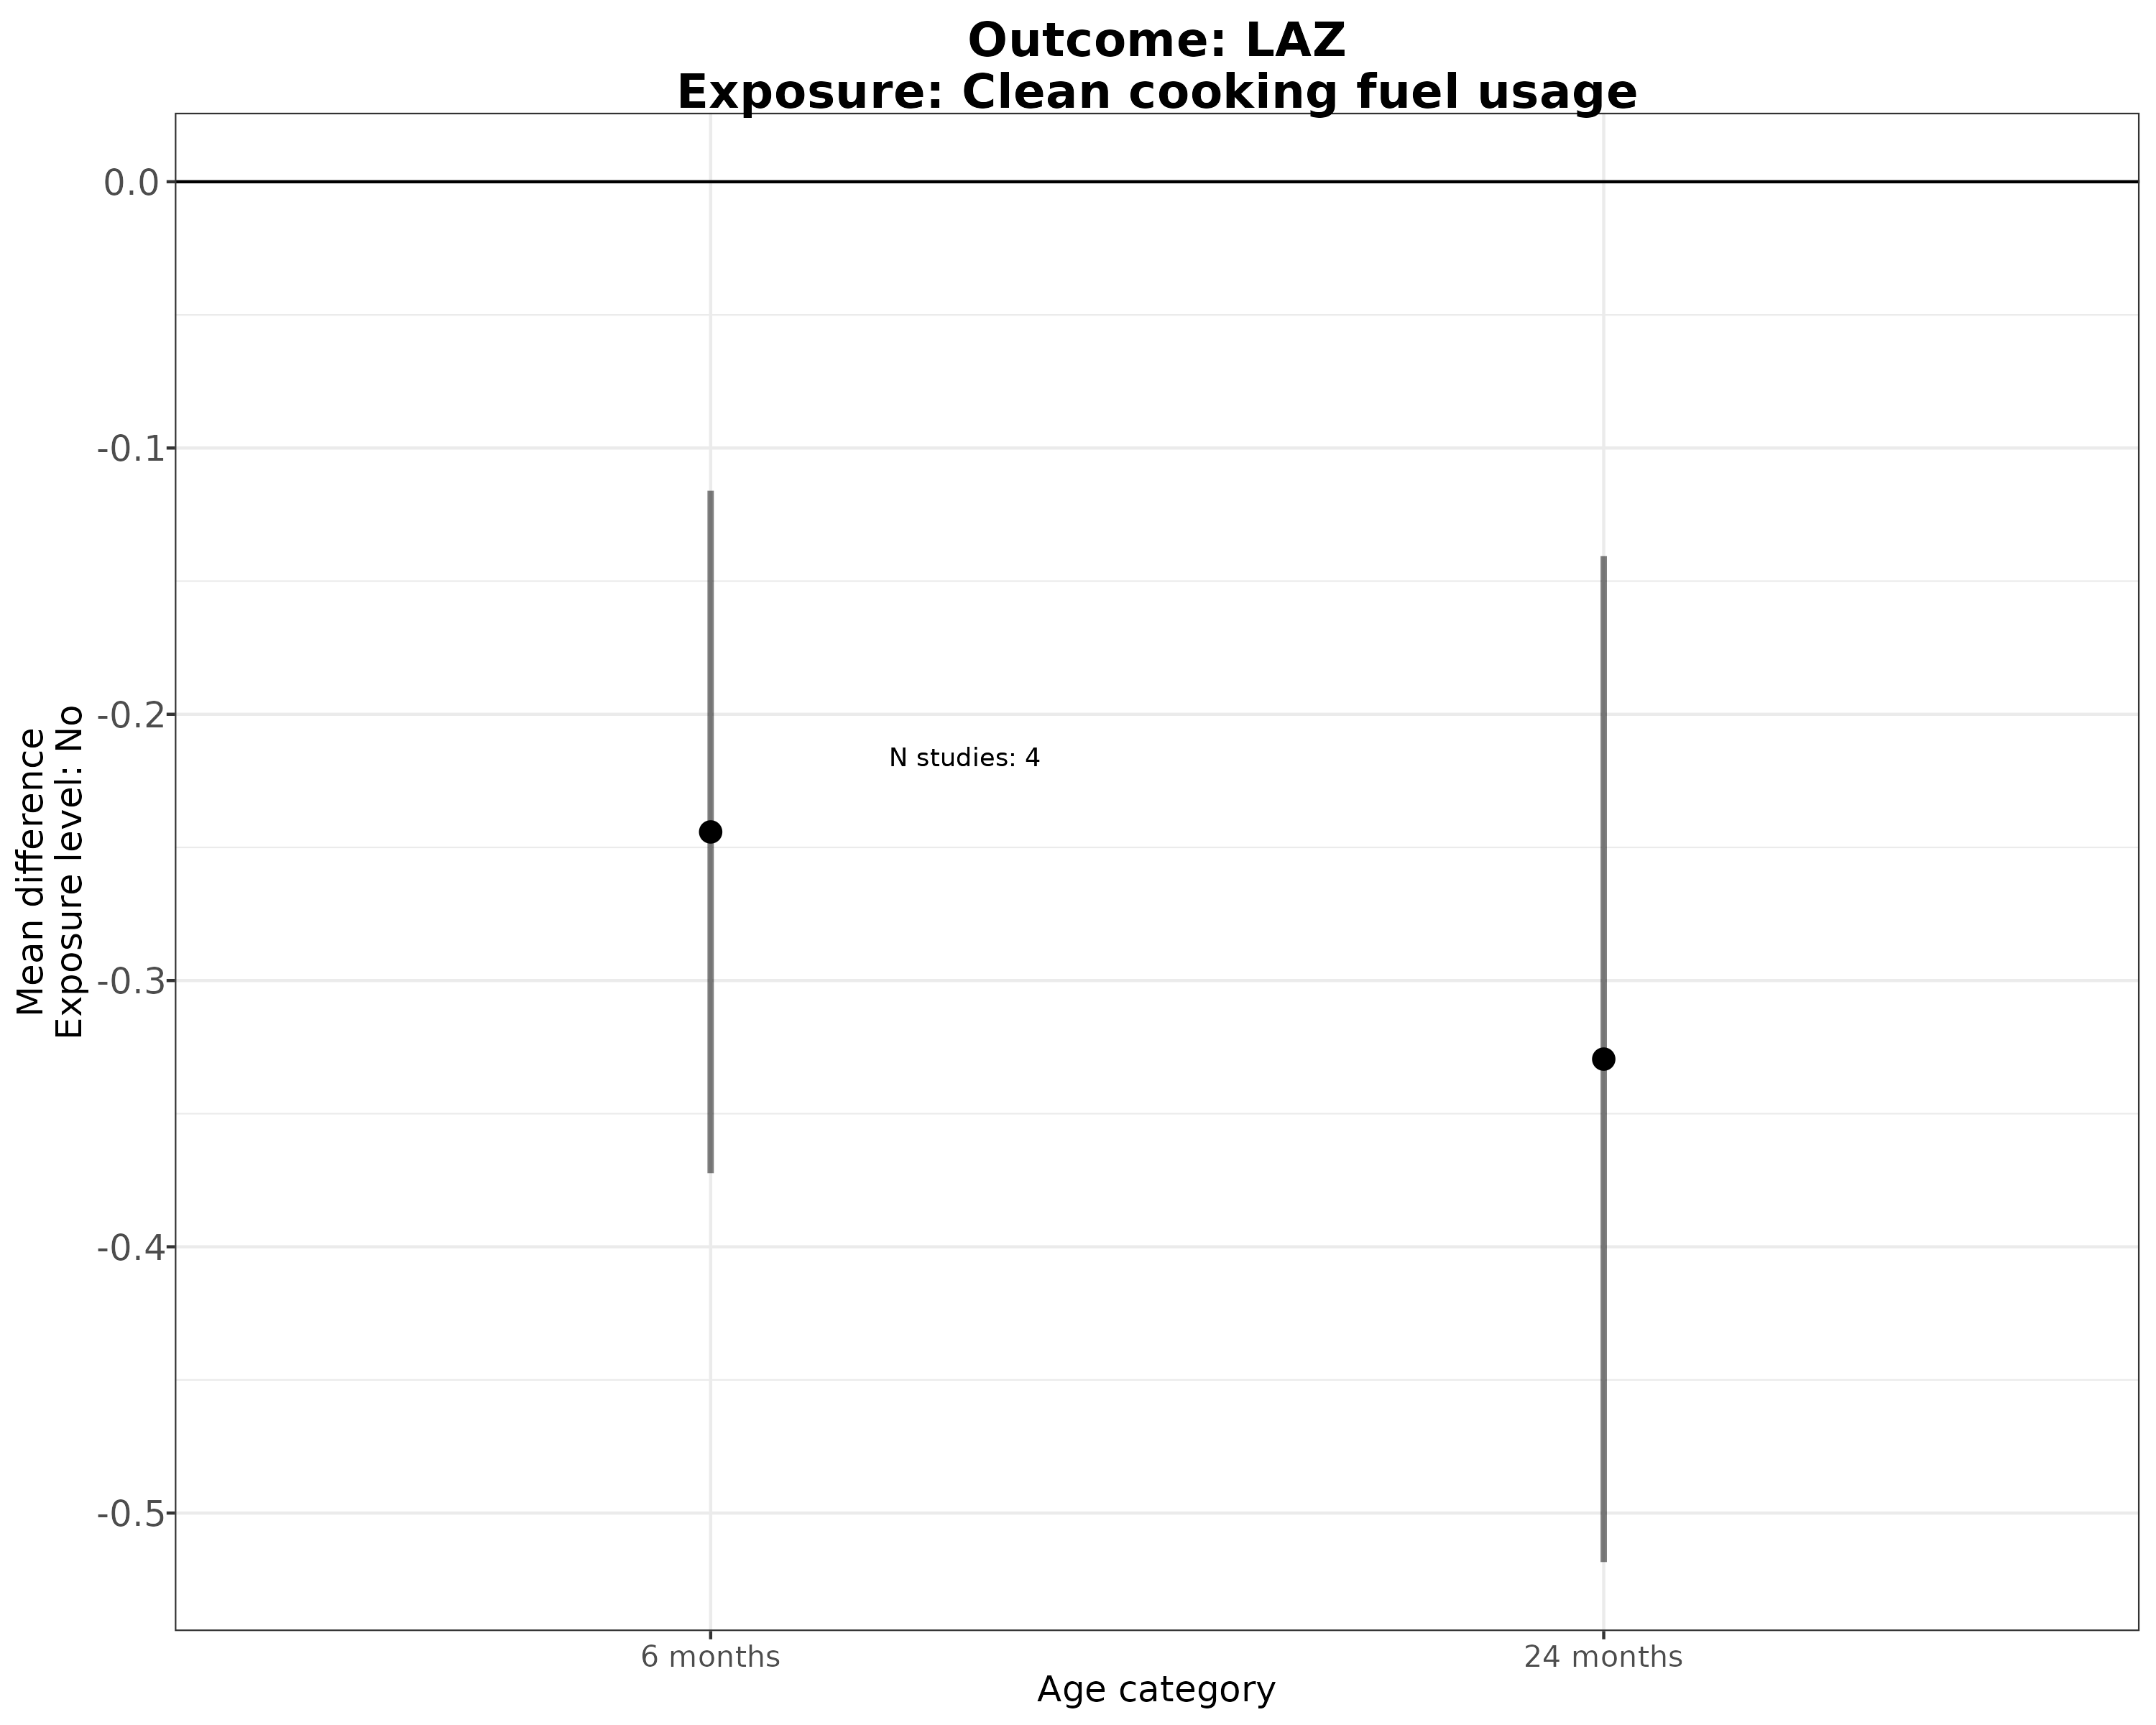 Outcome: LAZ
Exposure: Clean cooking fuel usage
Mean difference
Exposure level: No
0.0
-0.1
-0.2
-0.3
-0.4
-0.5
N studies: 4
6 months
24 months
Age category